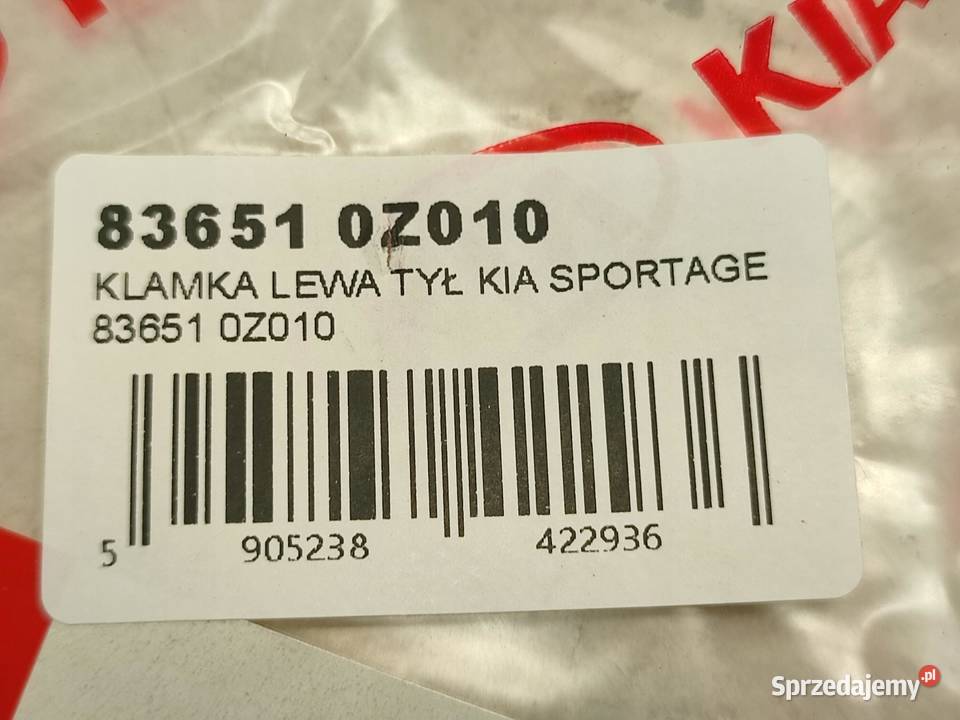 KIA
83651 0Z010
KLAMKA LEWA TYŁ KIA SPORTAGE
83651 0Z010
5 905238 422936
Sprzedajemy.pl